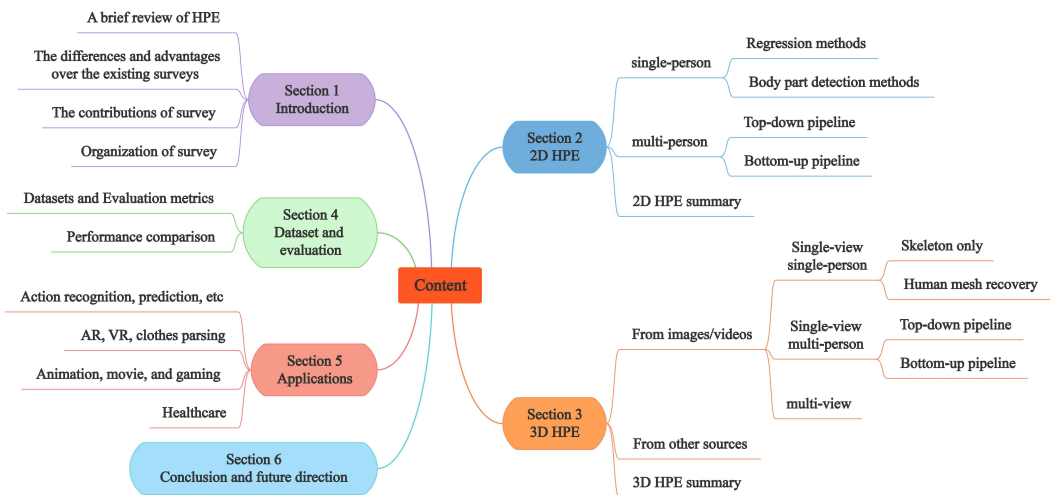 A brief review of HPE
The differences and advantages
over the existing surveys
The contributions of survey
Organization of survey
Section 1
Introduction
Datasets and Evaluation metrics
Performance comparison
Section 4
Dataset and
evaluation
Action recognition, prediction, etc
AR, VR, clothes parsing
Animation, movie, and gaming
Healthcare
Section 5
Applications
Section 6
Conclusion and future direction
Content
Section 2
2D HPE
single-person
Regression methods
Body part detection methods
multi-person
Top-down pipeline
Bottom-up pipeline
2D HPE summary
Section 3
3D HPE
From images/videos
Single-view
single-person
Skeleton only
Human mesh recovery
Single-view
multi-person
Top-down pipeline
Bottom-up pipeline
multi-view
From other sources
3D HPE summary